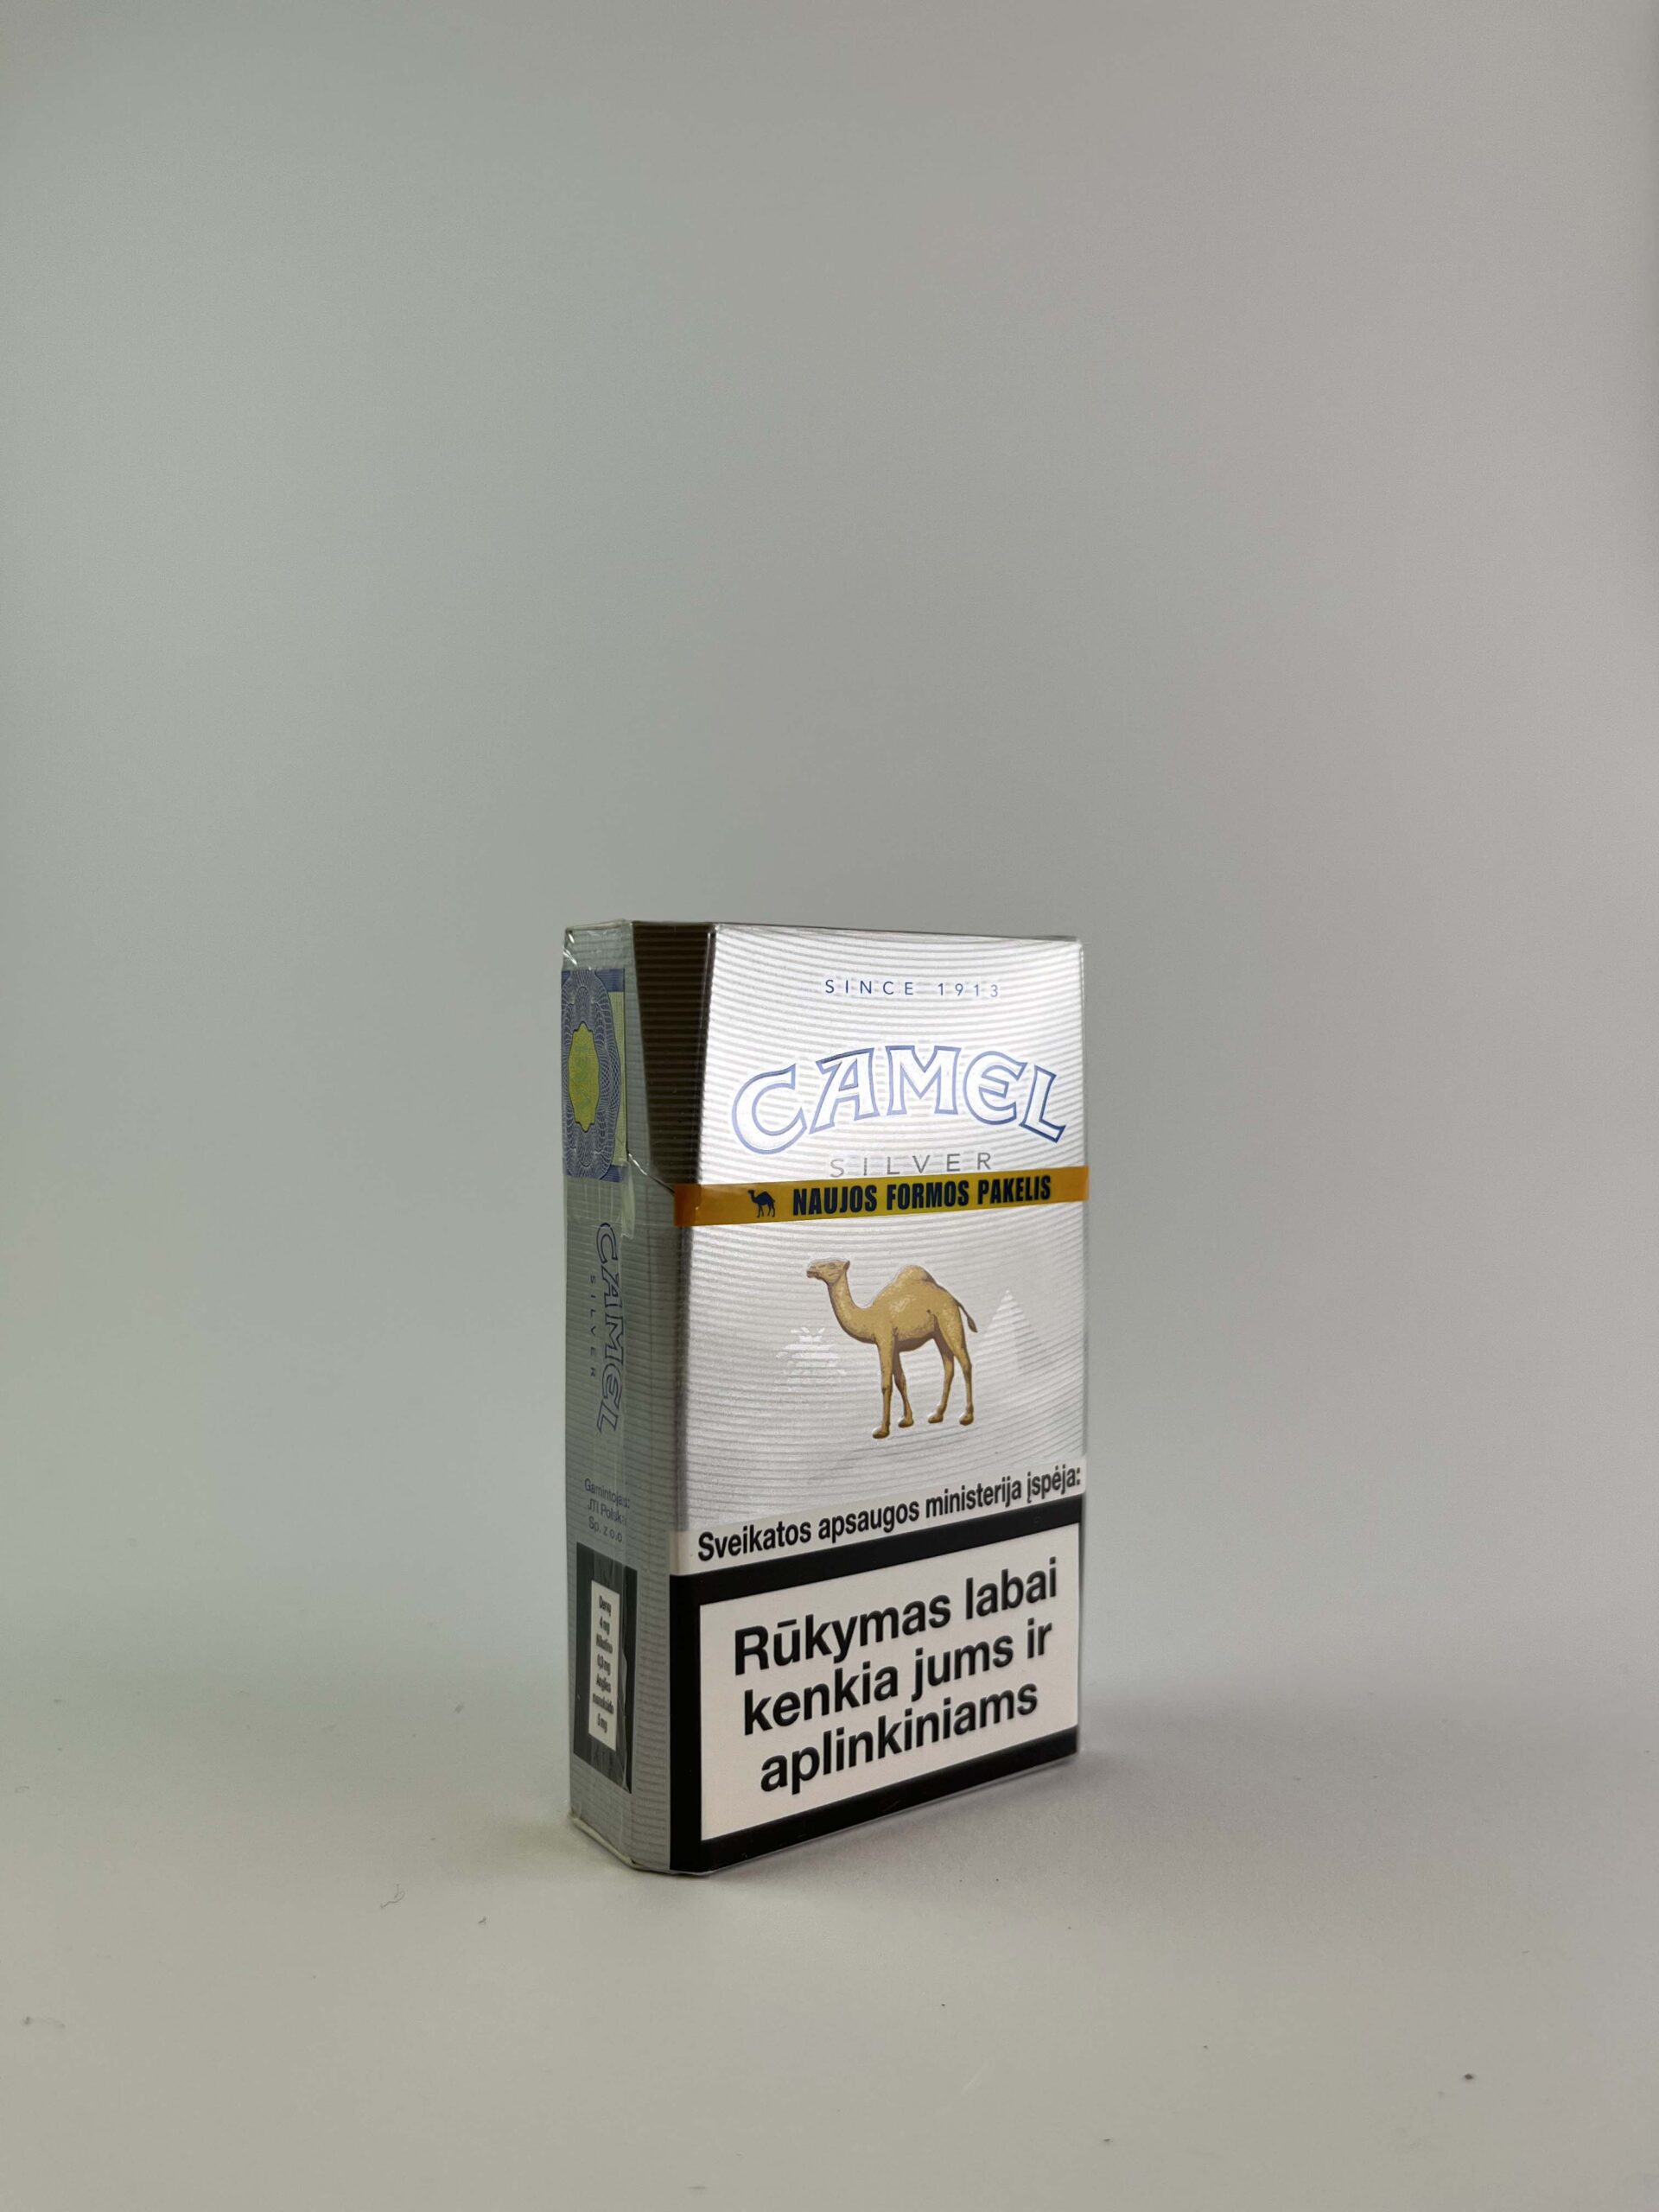 SINCE 1913
CAMEL
SILVER
NAUJOS FORMOS PAKELIS
Sveikatos apsaugos ministerija įspėja:
Rūkymas labai
kenkia jums ir
aplinkiniams
CAMEL
SILVER
Gamintojas:
JTI Polska
Sp. z o.o